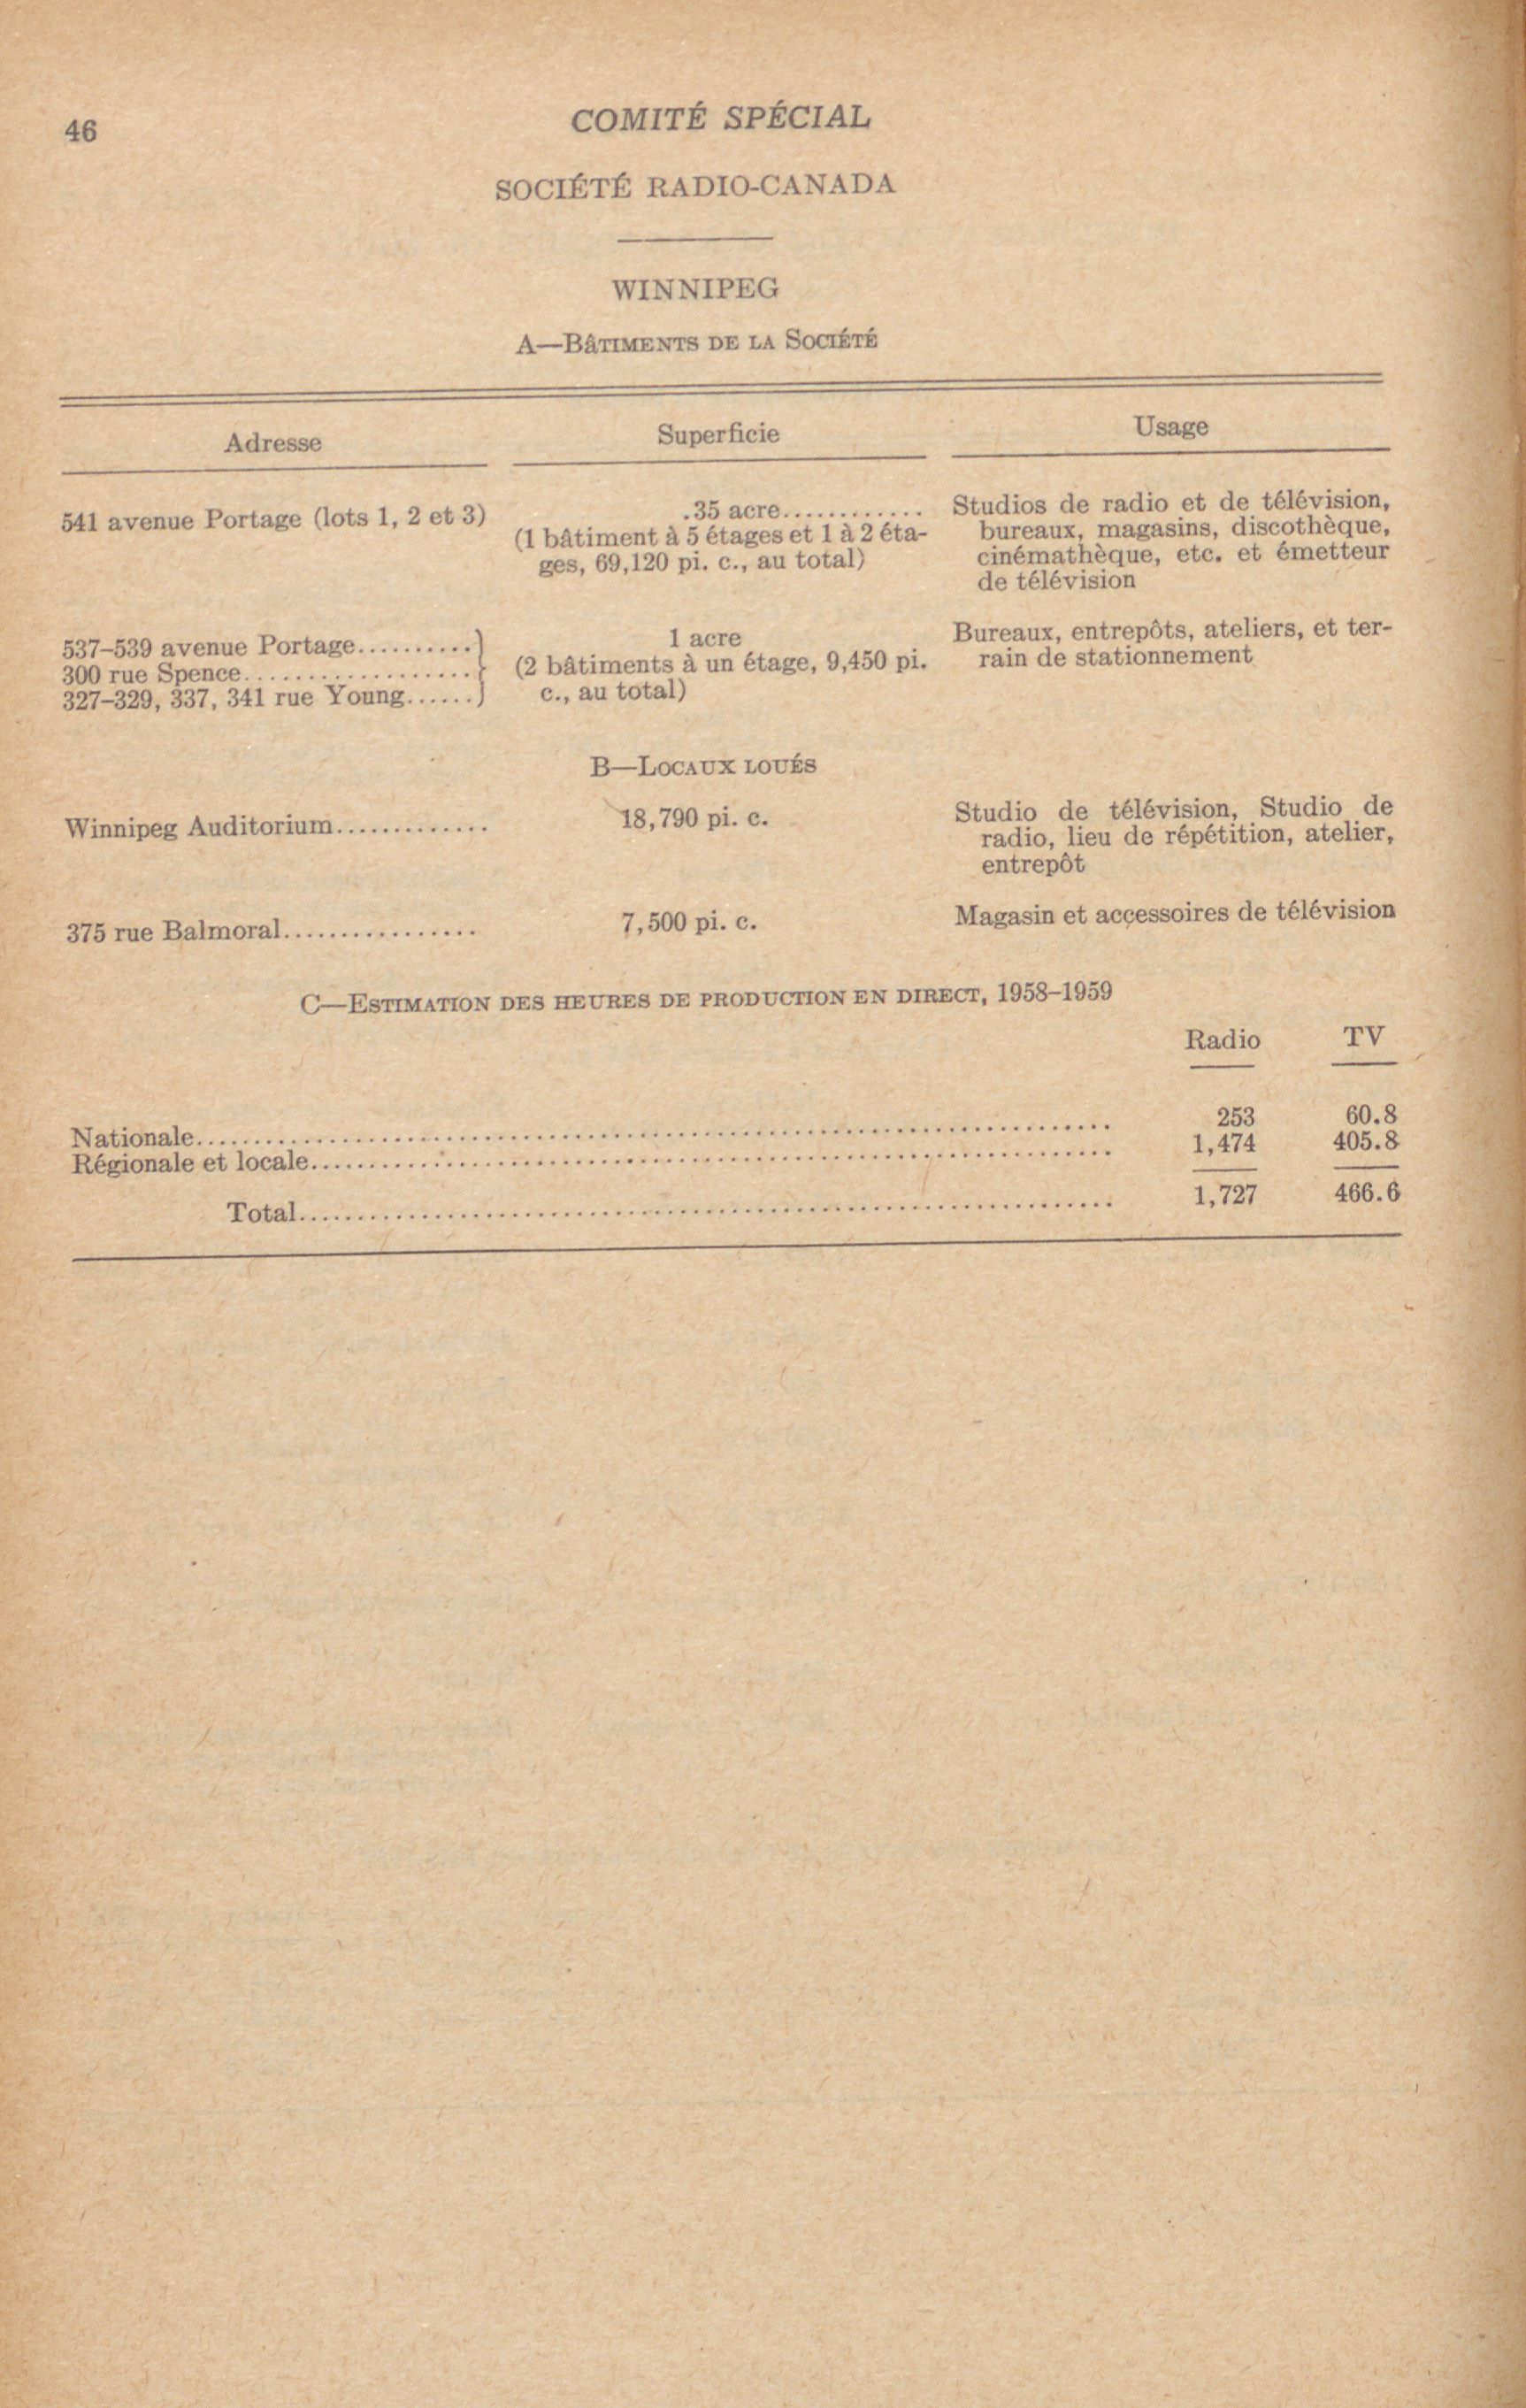 46
COMITÉ SPÉCIAL
SOCIÉTÉ RADIO-CANADA
WINNIPEG
A—BÂTIMENTS DE LA SOCIÉTÉ
Adresse Superficie Usage
541 avenue Portage (lots 1, 2 et 3) .35 acre............ Studios de radio et de télévision,
(1 bâtiment à 5 étages et 1 à 2 éta- bureaux, magasins, discothèque,
ges, 69,120 pi. c., au total) cinémathèque, etc. et émetteur
de télévision
537–539 avenue Portage.......... 1 acre Bureaux, entrepôts, ateliers, et ter-
300 rue Spence.................. (2 bâtiments à un étage, 9,450 pi. rain de stationnement
327–329, 337, 341 rue Young...... c., au total)
B—LOCAUX LOUÉS
Winnipeg Auditorium............. 18,790 pi. c. Studio de télévision, Studio de
radio, lieu de répétition, atelier,
entrepôt
375 rue Balmoral................ 7,500 pi. c. Magasin et accessoires de télévision
C—ESTIMATION DES HEURES DE PRODUCTION EN DIRECT, 1958–1959
Radio TV
Nationale.................... 253 60.8
Régionale et locale.................... 1,474 405.8
Total.................... 1,727 466.6